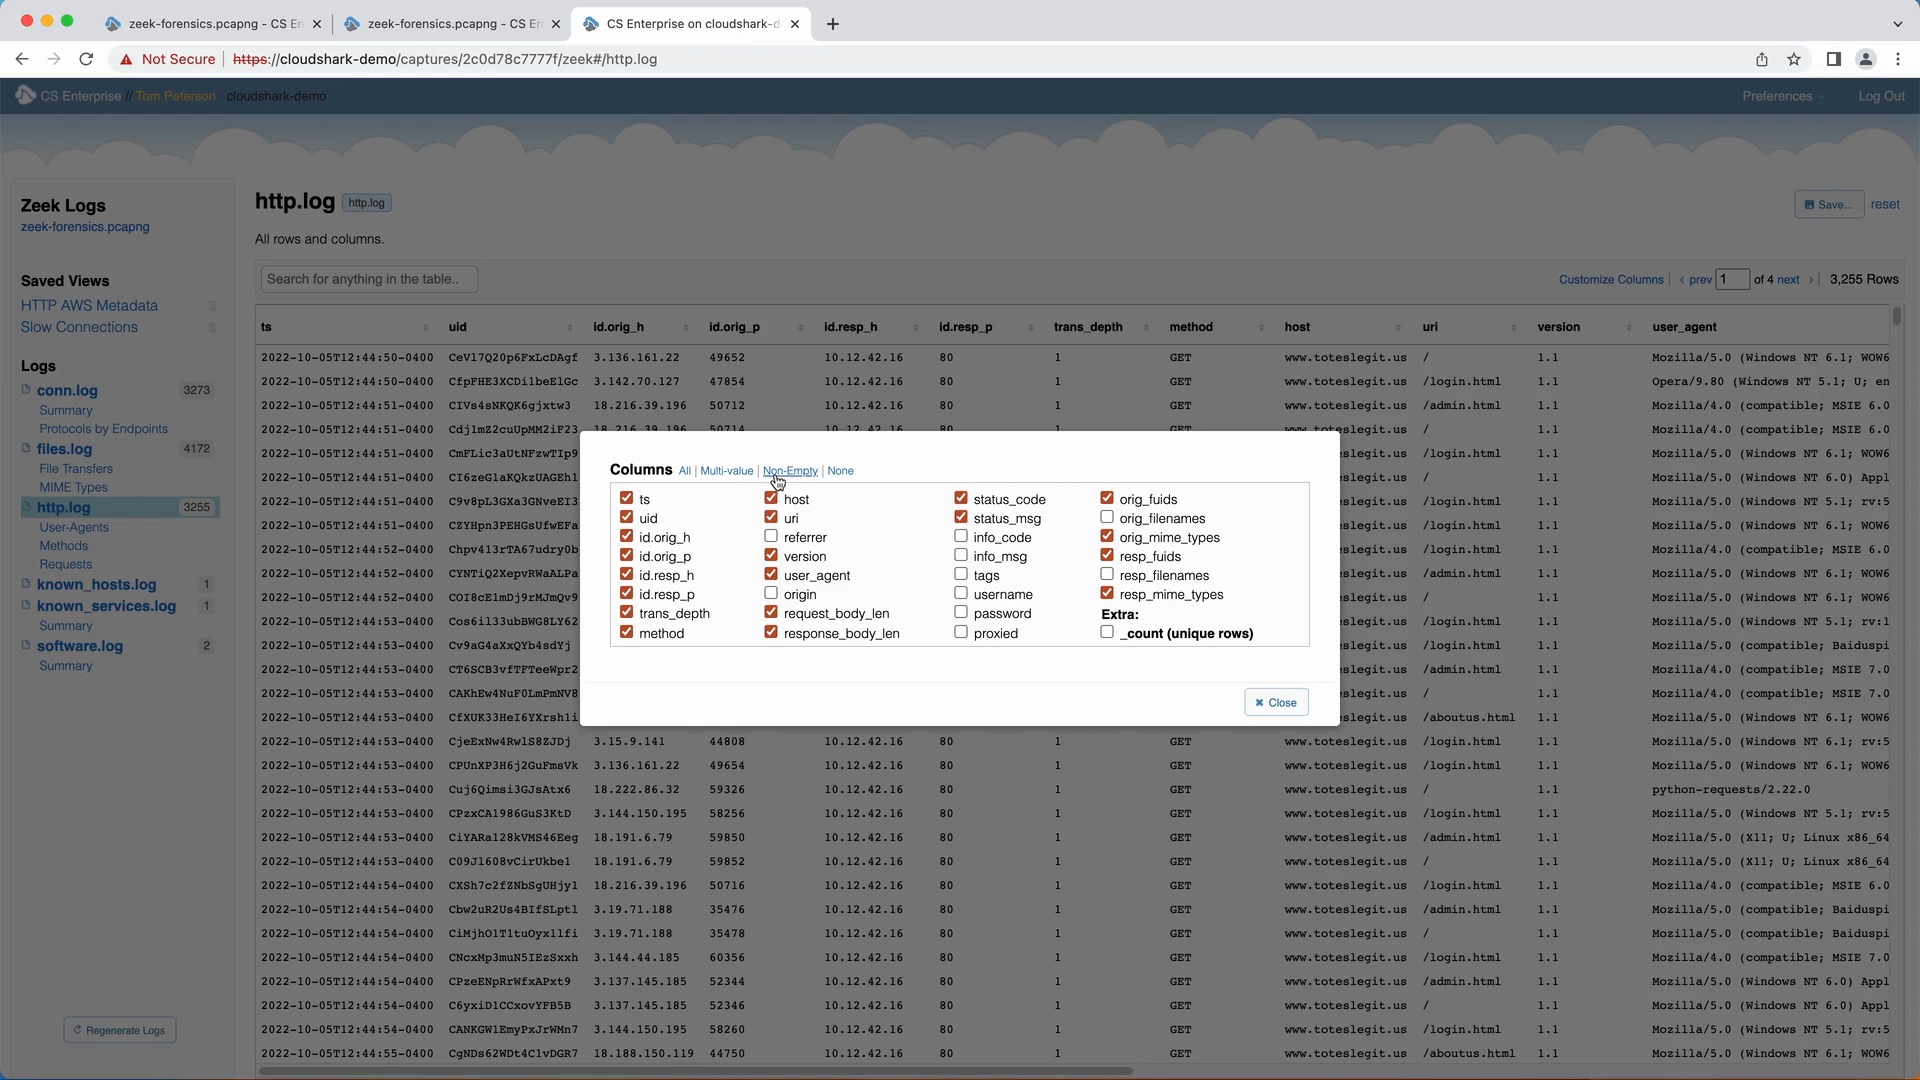 zeek-forensics.pcapng - CS En
zeek-forensics.pcapng - CS En
CS Enterprise on cloudshark-d
Not Secure | https://cloudshark-demo/captures/2c0d78c7777f/zeek#/http.log
CS Enterprise // Tom Peterson · cloudshark-demo
Preferences
Log Out
Zeek Logs
zeek-forensics.pcapng
Saved Views
HTTP AWS Metadata
Slow Connections
Logs
conn.log 3273
Summary
Protocols by Endpoints
files.log 4172
File Transfers
MIME Types
http.log 3255
User-Agents
Methods
Requests
known_hosts.log 1
known_services.log 1
Summary
software.log 2
Summary
Regenerate Logs
http.log http.log
Save... reset
All rows and columns.
Search for anything in the table..
Customize Columns | ‹ prev 1 of 4 next › | 3,255 Rows
ts uid id.orig_h id.orig_p id.resp_h id.resp_p trans_depth method host uri version user_agent
2022-10-05T12:44:50-0400 CeVl7Q20p6FxLcDAgf 3.136.161.22 49652 10.12.42.16 80 1 GET www.toteslegit.us / 1.1 Mozilla/5.0 (Windows NT 6.1; WOW6
2022-10-05T12:44:50-0400 CfpFHE3XCDilbeElGc 3.142.70.127 47854 10.12.42.16 80 1 GET www.toteslegit.us /login.html 1.1 Opera/9.80 (Windows NT 5.1; U; en
2022-10-05T12:44:51-0400 CIVs4sNKQK6gjxtw3 18.216.39.196 50712 10.12.42.16 80 1 GET www.toteslegit.us /admin.html 1.1 Mozilla/4.0 (compatible; MSIE 6.0
2022-10-05T12:44:51-0400 CdjlmZ2cuUpMM2iF23 18.216.39.196 50714 10.12.42.16 80 1 GET www.toteslegit.us / 1.1 Mozilla/4.0 (compatible; MSIE 6.0
2022-10-05T12:44:51-0400 CmFLic3aUtNFzwTIp9 slegit.us /login.html 1.1 Mozilla/5.0 (Windows NT 6.1; WOW6
2022-10-05T12:44:51-0400 CI6zeGlaKQkzUAGEhl slegit.us / 1.1 Mozilla/5.0 (Windows NT 6.0) Appl
2022-10-05T12:44:51-0400 C9v8pL3GXa3GNveEI3 slegit.us /login.html 1.1 Mozilla/5.0 (Windows NT 5.1; rv:5
2022-10-05T12:44:51-0400 CZYHpn3PEHGsUfwEFa slegit.us /login.html 1.1 Mozilla/5.0 (Windows NT 6.1; WOW6
2022-10-05T12:44:52-0400 Chpv413rTA67udry0b slegit.us /admin.html 1.1 Mozilla/5.0 (Windows NT 6.1; WOW6
2022-10-05T12:44:52-0400 CYNTiQ2XepvRWaALPa slegit.us /admin.html 1.1 Mozilla/5.0 (Windows NT 6.1; WOW6
2022-10-05T12:44:52-0400 COI8cElmDj9rMJmQv9 slegit.us / 1.1 Mozilla/5.0 (Windows NT 6.1; WOW6
2022-10-05T12:44:52-0400 Cos6il33ubBWG8LY62 slegit.us /login.html 1.1 Mozilla/5.0 (Windows NT 6.1; rv:1
2022-10-05T12:44:53-0400 Cv9aG4aXxQYb4sdYj slegit.us /login.html 1.1 Mozilla/5.0 (compatible; Baiduspi
2022-10-05T12:44:53-0400 CT6SCB3vfTFTeeWpr2 slegit.us /admin.html 1.1 Mozilla/4.0 (compatible; MSIE 7.0
2022-10-05T12:44:53-0400 CAKhEw4NuF0LmPmNV8 slegit.us / 1.1 Mozilla/4.0 (compatible; MSIE 7.0
2022-10-05T12:44:53-0400 CfXUK33HeI6YXrshli slegit.us /aboutus.html 1.1 Mozilla/5.0 (Windows NT 6.1; WOW6
2022-10-05T12:44:53-0400 CjeExNw4RwlS8ZJDj 3.15.9.141 44808 10.12.42.16 80 1 GET www.toteslegit.us /login.html 1.1 Mozilla/5.0 (Windows NT 6.1; rv:5
2022-10-05T12:44:53-0400 CPUnXP3H6j2GuFmsVk 3.136.161.22 49654 10.12.42.16 80 1 GET www.toteslegit.us /login.html 1.1 Mozilla/5.0 (Windows NT 6.1; WOW6
2022-10-05T12:44:53-0400 Cuj6Qimsi3GJsAtx6 18.222.86.32 59326 10.12.42.16 80 1 GET www.toteslegit.us / 1.1 python-requests/2.22.0
2022-10-05T12:44:53-0400 CPzxCA1986GuS3KtD 3.144.150.195 58256 10.12.42.16 80 1 GET www.toteslegit.us /login.html 1.1 Mozilla/5.0 (Windows NT 5.1; rv:5
2022-10-05T12:44:53-0400 CiYARa128kVMS46Eeg 18.191.6.79 59850 10.12.42.16 80 1 GET www.toteslegit.us /admin.html 1.1 Mozilla/5.0 (X11; U; Linux x86_64
2022-10-05T12:44:53-0400 C09Jl608vCirUkbel 18.191.6.79 59852 10.12.42.16 80 1 GET www.toteslegit.us / 1.1 Mozilla/5.0 (X11; U; Linux x86_64
2022-10-05T12:44:54-0400 CXSh7c2fZNbSgUHjyl 18.216.39.196 50716 10.12.42.16 80 1 GET www.toteslegit.us /login.html 1.1 Mozilla/4.0 (compatible; MSIE 6.0
2022-10-05T12:44:54-0400 Cbw2uR2Us4BIfSLptl 3.19.71.188 35476 10.12.42.16 80 1 GET www.toteslegit.us /admin.html 1.1 Mozilla/5.0 (compatible; Baiduspi
2022-10-05T12:44:54-0400 CiMjhO1T1tuOyx1lfi 3.19.71.188 35478 10.12.42.16 80 1 GET www.toteslegit.us / 1.1 Mozilla/5.0 (compatible; Baiduspi
2022-10-05T12:44:54-0400 CNcxMp3muN5IEzSxxh 3.144.44.185 60356 10.12.42.16 80 1 GET www.toteslegit.us / 1.1 Mozilla/4.0 (compatible; MSIE 7.0
2022-10-05T12:44:54-0400 CPzeENpRrWfxAPxt9 3.137.145.185 52344 10.12.42.16 80 1 GET www.toteslegit.us /admin.html 1.1 Mozilla/5.0 (Windows NT 6.0) Appl
2022-10-05T12:44:54-0400 C6yxiD1CCxovYFB5B 3.137.145.185 52346 10.12.42.16 80 1 GET www.toteslegit.us / 1.1 Mozilla/5.0 (Windows NT 6.0) Appl
2022-10-05T12:44:54-0400 CANKGW1EmyPxJrWMn7 3.144.150.195 58260 10.12.42.16 80 1 GET www.toteslegit.us /login.html 1.1 Mozilla/5.0 (Windows NT 5.1; rv:5
2022-10-05T12:44:55-0400 CgNDs62WDt4C1vDGR7 18.188.150.119 44750 10.12.42.16 80 1 GET www.toteslegit.us /aboutus.html 1.1 Mozilla/5.0 (Windows NT 6.1; WOW6
Columns All | Multi-value | Non-Empty | None
ts host status_code orig_fuids
uid uri status_msg orig_filenames
id.orig_h referrer info_code orig_mime_types
id.orig_p version info_msg resp_fuids
id.resp_h user_agent tags resp_filenames
id.resp_p origin username resp_mime_types
trans_depth request_body_len password Extra:
method response_body_len proxied _count (unique rows)
Close